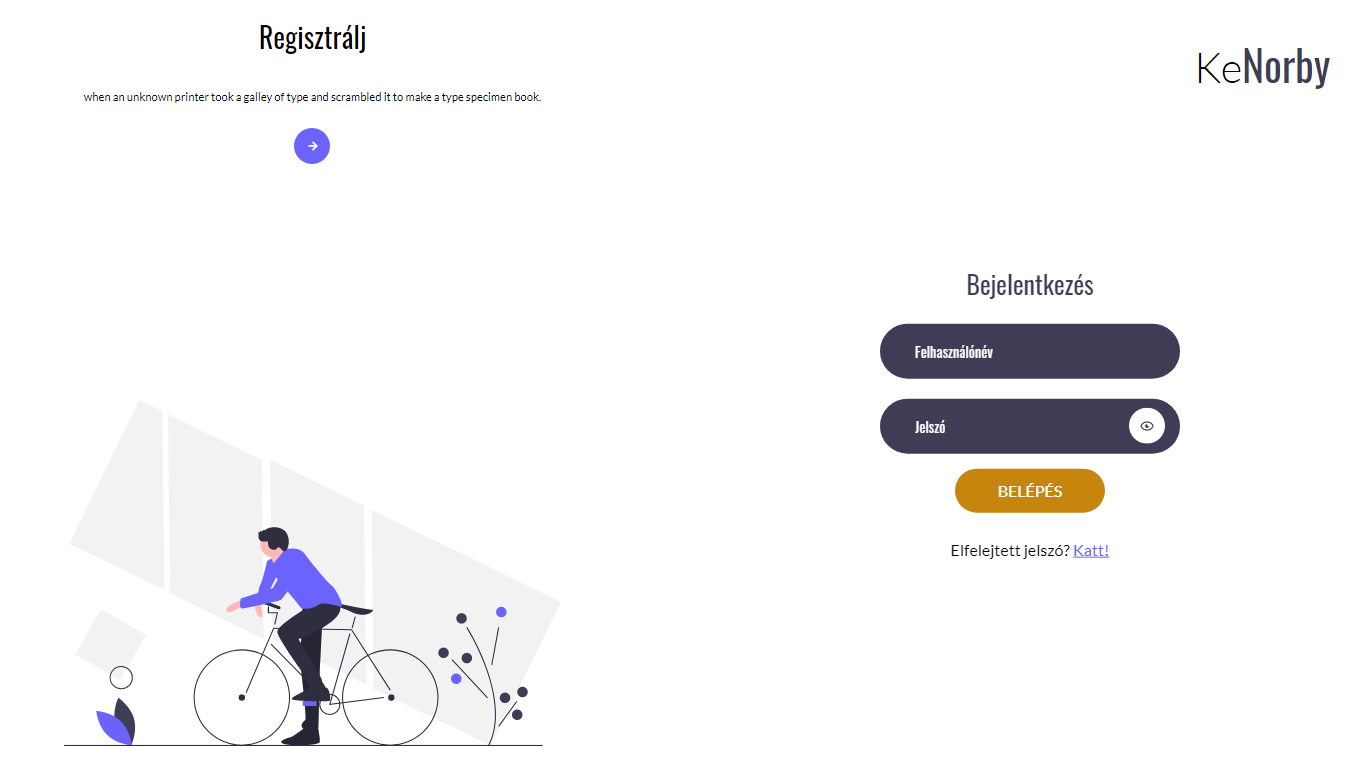 Regisztrálj
when an unknown printer took a galley of type and scrambled it to make a type specimen book.
KeNorby
Bejelentkezés
Felhasználónév
Jelszó
BELÉPÉS
Elfelejtett jelszó? Katt!